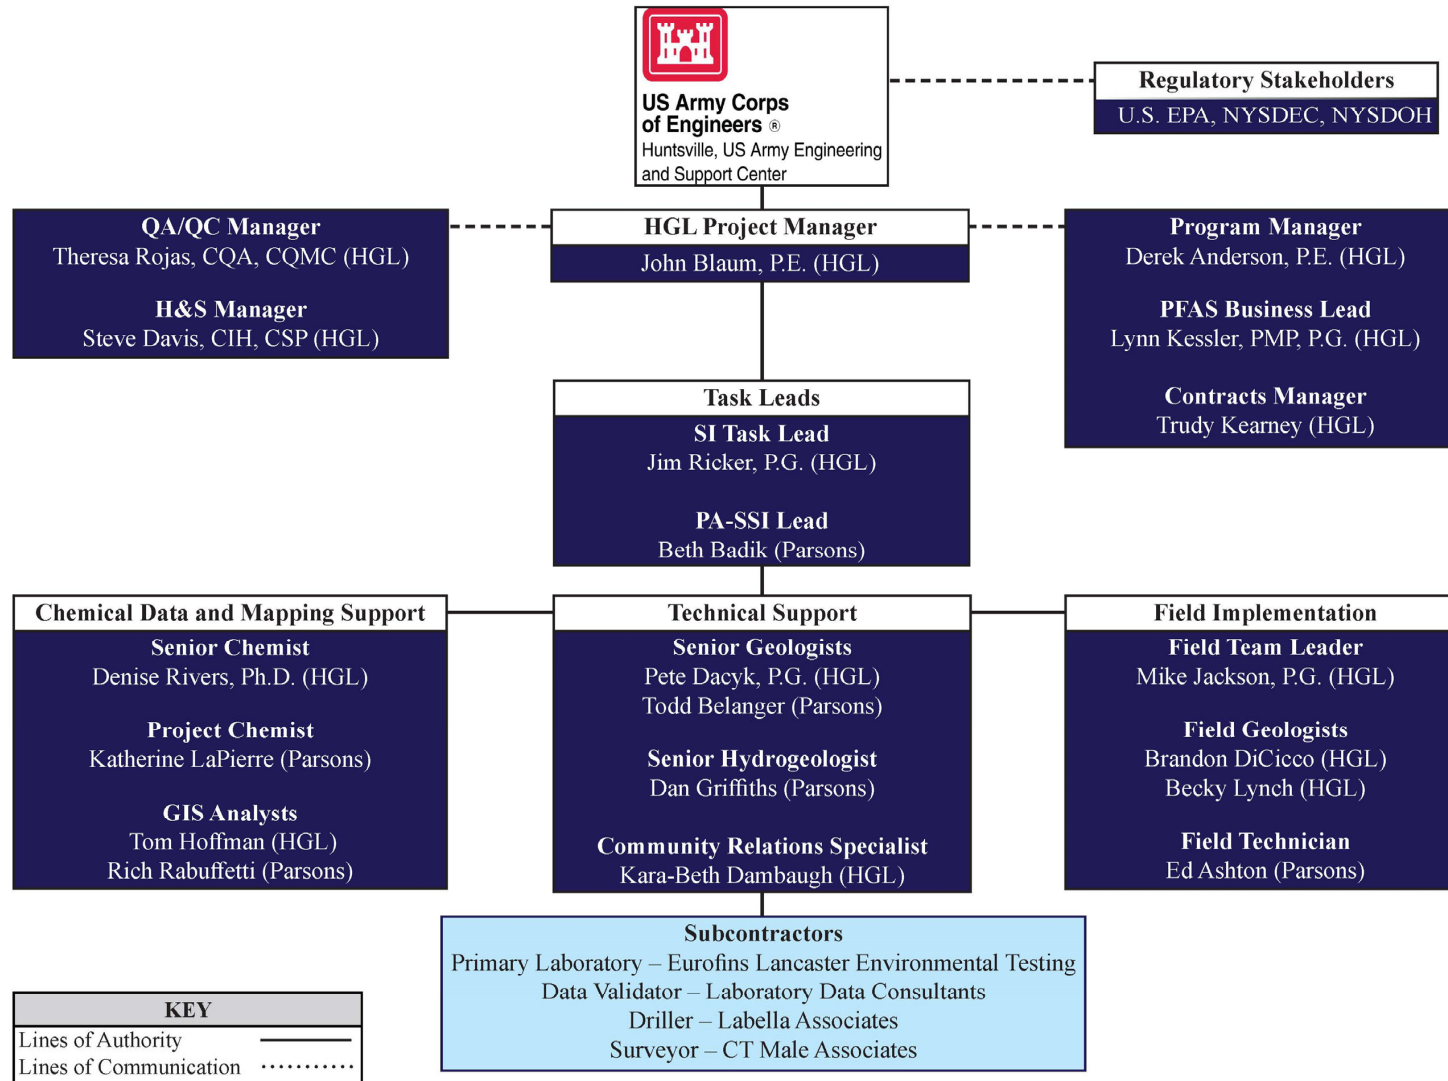 US Army Corps
of Engineers ®
Huntsville, US Army Engineering
and Support Center
Regulatory Stakeholders
U.S. EPA, NYSDEC, NYSDOH
QA/QC Manager
Theresa Rojas, CQA, CQMC (HGL)
H&S Manager
Steve Davis, CIH, CSP (HGL)
HGL Project Manager
John Blaum, P.E. (HGL)
Program Manager
Derek Anderson, P.E. (HGL)
PFAS Business Lead
Lynn Kessler, PMP, P.G. (HGL)
Contracts Manager
Trudy Kearney (HGL)
Task Leads
SI Task Lead
Jim Ricker, P.G. (HGL)
PA-SSI Lead
Beth Badik (Parsons)
Chemical Data and Mapping Support
Senior Chemist
Denise Rivers, Ph.D. (HGL)
Project Chemist
Katherine LaPierre (Parsons)
GIS Analysts
Tom Hoffman (HGL)
Rich Rabuffetti (Parsons)
Technical Support
Senior Geologists
Pete Dacyk, P.G. (HGL)
Todd Belanger (Parsons)
Senior Hydrogeologist
Dan Griffiths (Parsons)
Community Relations Specialist
Kara-Beth Dambaugh (HGL)
Field Implementation
Field Team Leader
Mike Jackson, P.G. (HGL)
Field Geologists
Brandon DiCicco (HGL)
Becky Lynch (HGL)
Field Technician
Ed Ashton (Parsons)
Subcontractors
Primary Laboratory – Eurofins Lancaster Environmental Testing
Data Validator – Laboratory Data Consultants
Driller – Labella Associates
Surveyor – CT Male Associates
KEY
Lines of Authority
Lines of Communication